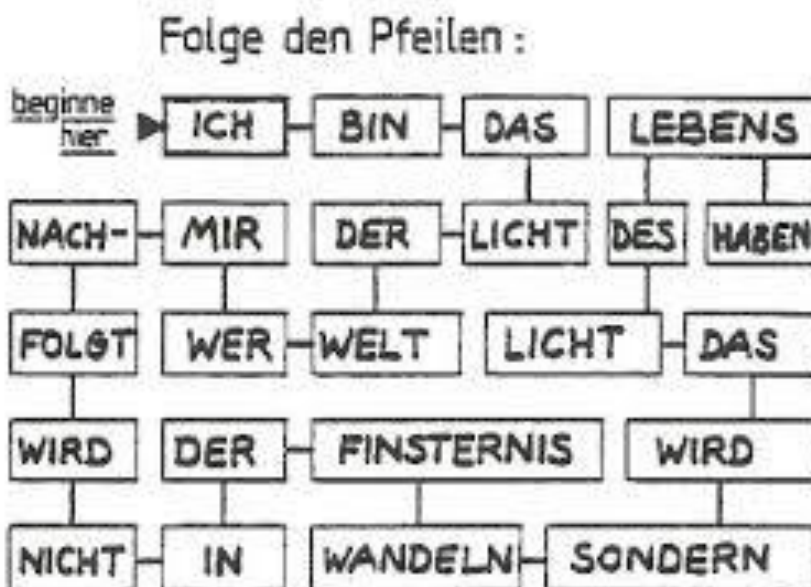 Folge den Pfeilen:
beginne
hier
ICH BIN DAS LEBENS
NACH- MIR DER LICHT DES HABEN
FOLGT WER WELT LICHT DAS
WIRD DER FINSTERNIS WIRD
NICHT IN WANDELN SONDERN